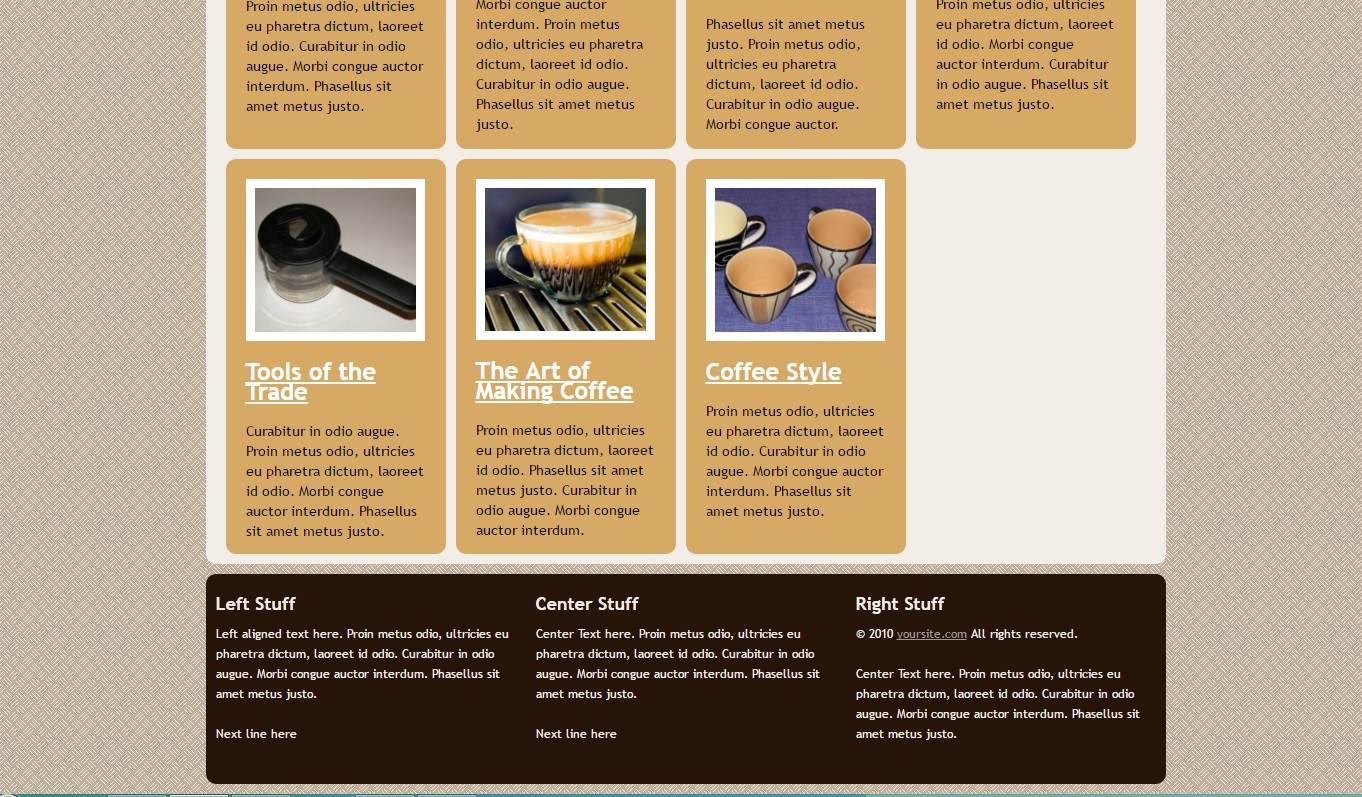 Proin metus odio, ultricies
eu pharetra dictum, laoreet
id odio. Curabitur in odio
augue. Morbi congue auctor
interdum. Phasellus sit
amet metus justo.
Morbi congue auctor
interdum. Proin metus
odio, ultricies eu pharetra
dictum, laoreet id odio.
Curabitur in odio augue.
Phasellus sit amet metus
justo.
Phasellus sit amet metus
justo. Proin metus odio,
ultricies eu pharetra
dictum, laoreet id odio.
Curabitur in odio augue.
Morbi congue auctor.
Proin metus odio, ultricies
eu pharetra dictum, laoreet
id odio. Morbi congue
auctor interdum. Curabitur
in odio augue. Phasellus sit
amet metus justo.
Tools of the
Trade
Curabitur in odio augue.
Proin metus odio, ultricies
eu pharetra dictum, laoreet
id odio. Morbi congue
auctor interdum. Phasellus
sit amet metus justo.
The Art of
Making Coffee
Proin metus odio, ultricies
eu pharetra dictum, laoreet
id odio. Phasellus sit amet
metus justo. Curabitur in
odio augue. Morbi congue
auctor interdum.
Coffee Style
Proin metus odio, ultricies
eu pharetra dictum, laoreet
id odio. Curabitur in odio
augue. Morbi congue auctor
interdum. Phasellus sit
amet metus justo.
Left Stuff
Left aligned text here. Proin metus odio, ultricies eu
pharetra dictum, laoreet id odio. Curabitur in odio
augue. Morbi congue auctor interdum. Phasellus sit
amet metus justo.
Next line here
Center Stuff
Center Text here. Proin metus odio, ultricies eu
pharetra dictum, laoreet id odio. Curabitur in odio
augue. Morbi congue auctor interdum. Phasellus sit
amet metus justo.
Next line here
Right Stuff
© 2010 yoursite.com All rights reserved.
Center Text here. Proin metus odio, ultricies eu
pharetra dictum, laoreet id odio. Curabitur in odio
augue. Morbi congue auctor interdum. Phasellus sit
amet metus justo.